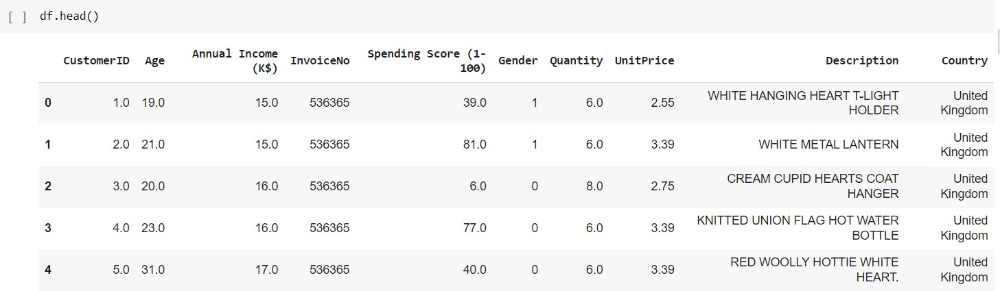 [ ] df.head()
CustomerID Age Annual Income (K$) InvoiceNo Spending Score (1-100) Gender Quantity UnitPrice Description Country
0 1.0 19.0 15.0 536365 39.0 1 6.0 2.55 WHITE HANGING HEART T-LIGHT HOLDER United Kingdom
1 2.0 21.0 15.0 536365 81.0 1 6.0 3.39 WHITE METAL LANTERN United Kingdom
2 3.0 20.0 16.0 536365 6.0 0 8.0 2.75 CREAM CUPID HEARTS COAT HANGER United Kingdom
3 4.0 23.0 16.0 536365 77.0 0 6.0 3.39 KNITTED UNION FLAG HOT WATER BOTTLE United Kingdom
4 5.0 31.0 17.0 536365 40.0 0 6.0 3.39 RED WOOLLY HOTTIE WHITE HEART. United Kingdom